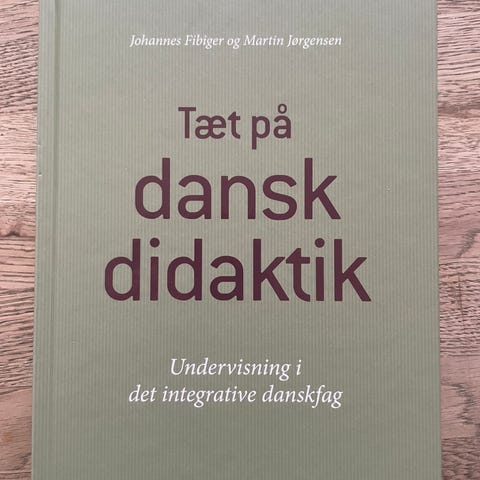 Johannes Fibiger og Martin Jørgensen
Tæt på
dansk
didaktik
Undervisning i
det integrative danskfag